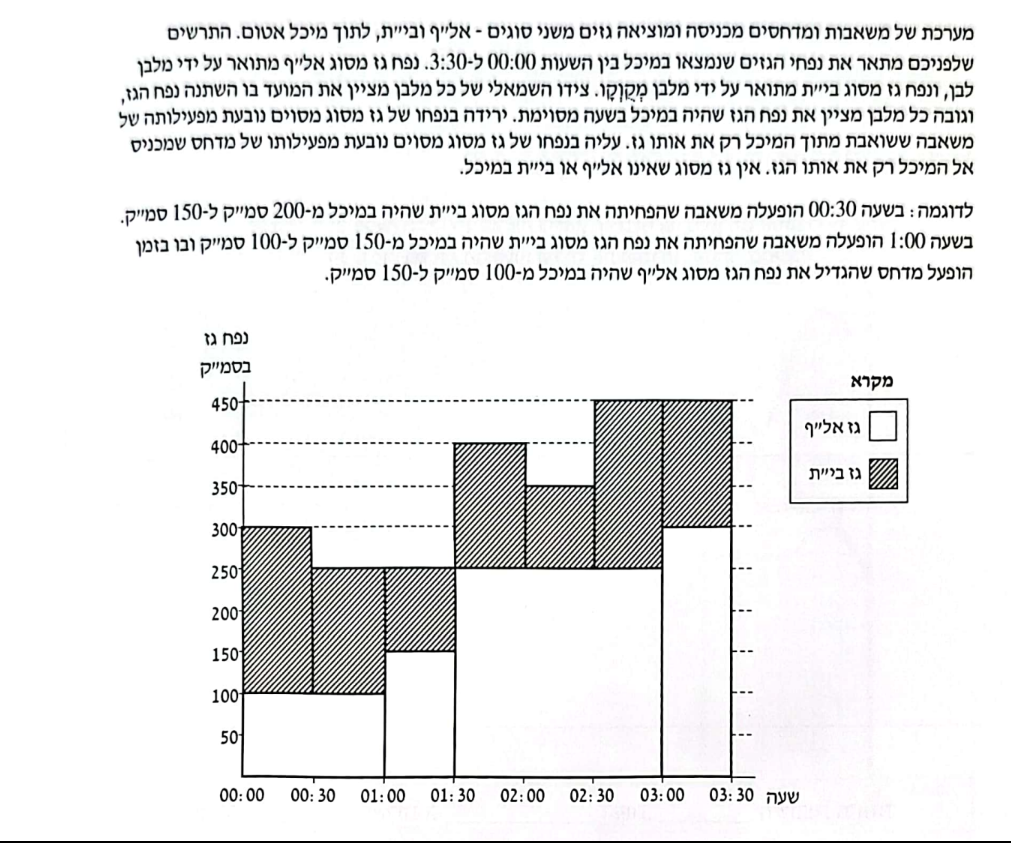 מערכת של משאבות ומדחסים מכניסה ומוציאה גזים משני סוגים - אל״ף ובי״ת, לתוך מיכל אטום. התרשים
שלפניכם מתאר את נפחי הגזים שנמצאו במיכל בין השעות 00:00 ל-3:30. נפח גז מסוג אל״ף מתואר על ידי מלבן
לבן, ונפח גז מסוג בי״ת מתואר על ידי מלבן מְקֻוְקָו. צידו השמאלי של כל מלבן מציין את המועד בו השתנה נפח הגז,
וגובה כל מלבן מציין את נפח הגז שהיה במיכל בשעה מסוימת. ירידה בנפחו של גז מסוג מסוים נובעת מפעילותה של
משאבה ששואבת מתוך המיכל רק את אותו גז. עליה בנפחו של גז מסוג מסוים נובעת מפעילותו של מדחס שמכניס
אל המיכל רק את אותו הגז. אין גז מסוג שאינו אל״ף או בי״ת במיכל.
לדוגמה: בשעה 00:30 הופעלה משאבה שהפחיתה את נפח הגז מסוג בי״ת שהיה במיכל מ-200 סמ״ק ל-150 סמ״ק.
בשעה 1:00 הופעלה משאבה שהפחיתה את נפח הגז מסוג בי״ת שהיה במיכל מ-150 סמ״ק ל-100 סמ״ק ובו בזמן
הופעל מדחס שהגדיל את נפח הגז מסוג אל״ף שהיה במיכל מ-100 סמ״ק ל-150 סמ״ק.
נפח גז
בסמ״ק
מקרא
גז אל״ף
גז בי״ת
450
400
350
300
250
200
150
100
50
00:00 00:30 01:00 01:30 02:00 02:30 03:00 03:30 שעה